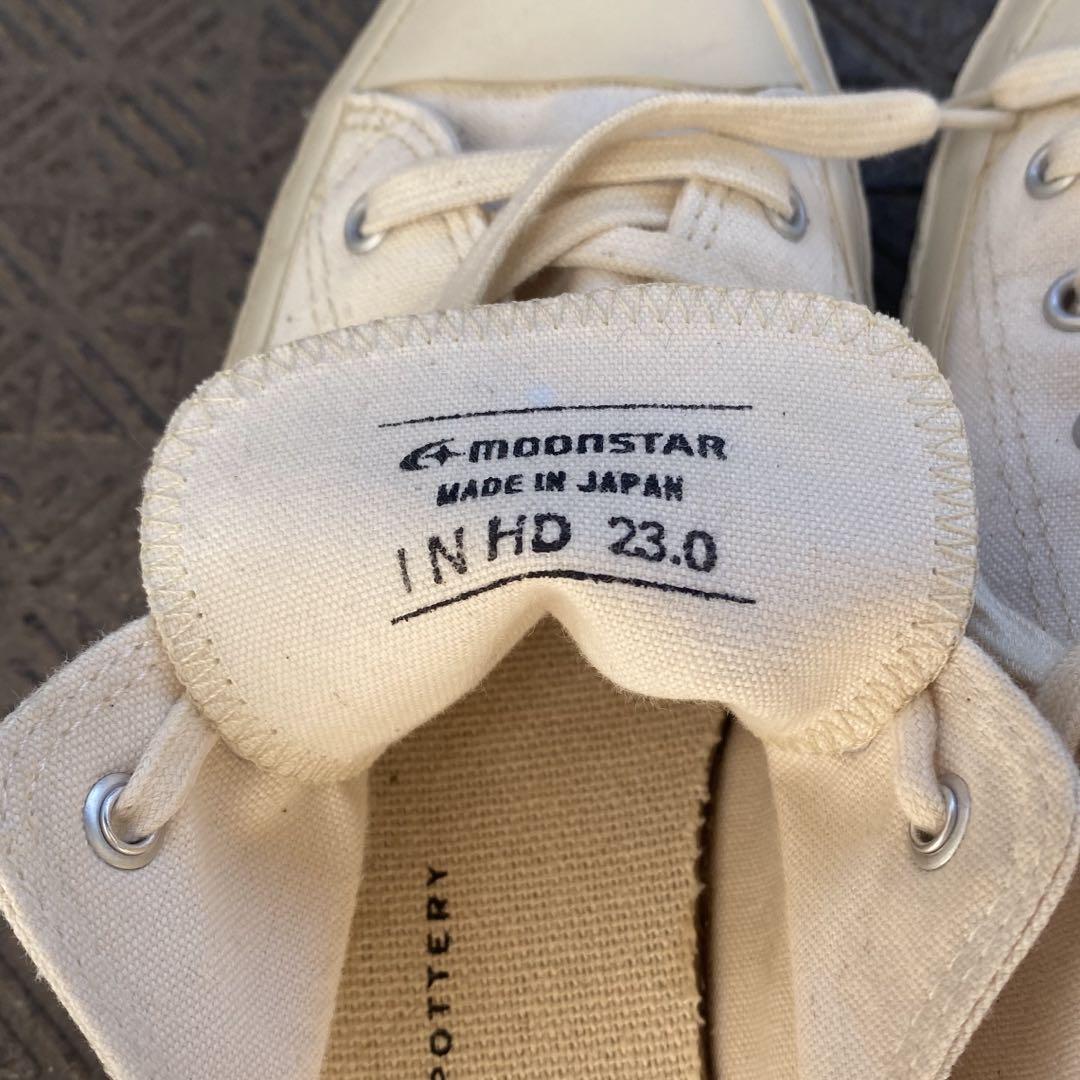 moonstar
MADE IN JAPAN
IN HD 23.0
POTTERY